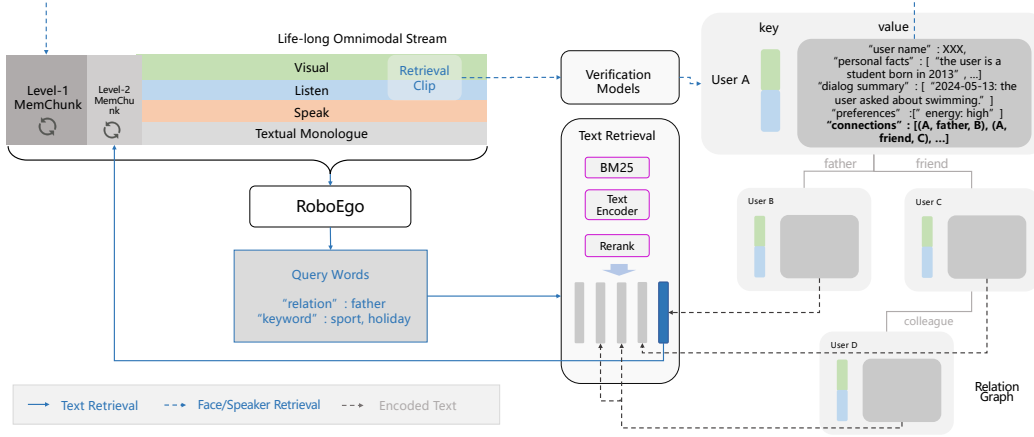 Life-long Omnimodal Stream
Level-1
MemChunk
Level-2
MemChu
nk
Visual
Listen
Speak
Textual Monologue
Retrieval
Clip
Verification
Models
RoboEgo
Query Words
“relation” : father
“keyword” : sport, holiday
Text Retrieval
BM25
Text
Encoder
Rerank
key
value
User A
“user name” : XXX,
“personal facts” : [ “the user is a
student born in 2013” , ...]
“dialog summary” : [ “2024-05-13: the
user asked about swimming.” ]
“preferences” :[” energy: high” ]
“connections” : [(A, father, B), (A,
friend, C), ...]
father
friend
User B
User C
colleague
User D
Relation
Graph
Text Retrieval
Face/Speaker Retrieval
Encoded Text